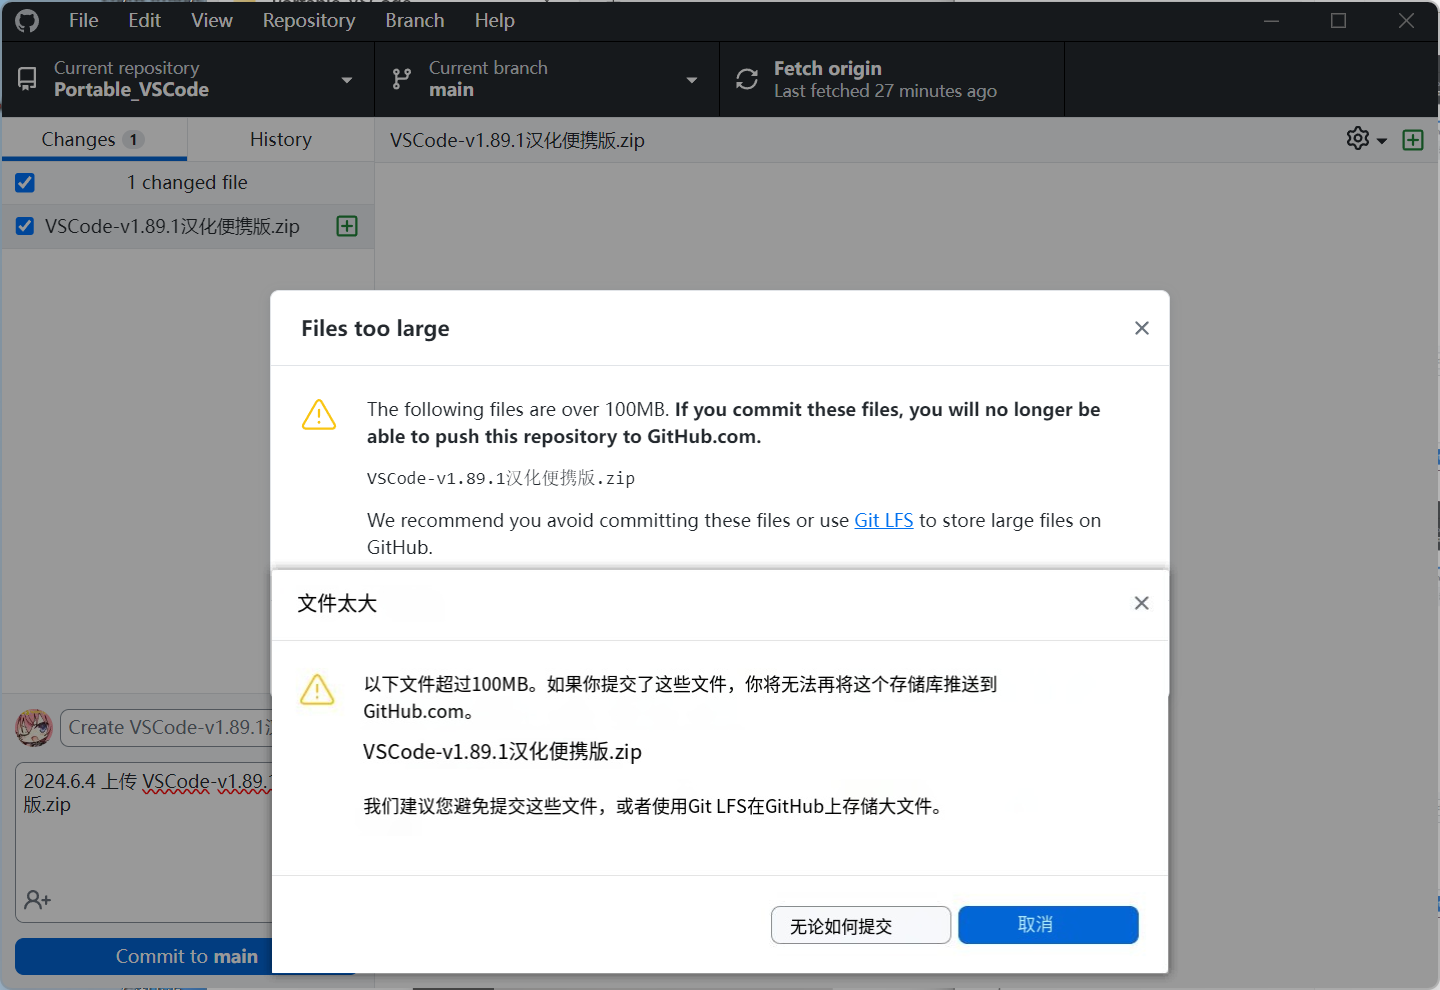 File Edit View Repository Branch Help
Current repository
Portable_VSCode
Current branch
main
Fetch origin
Last fetched 27 minutes ago
Changes 1
History
VSCode-v1.89.1汉化便携版.zip
1 changed file
VSCode-v1.89.1汉化便携版.zip
Files too large
The following files are over 100MB. If you commit these files, you will no longer be
able to push this repository to GitHub.com.
VSCode-v1.89.1汉化便携版.zip
We recommend you avoid committing these files or use Git LFS to store large files on
GitHub.
文件太大
以下文件超过100MB。如果你提交了这些文件，你将无法再将这个存储库推送到
GitHub.com。
VSCode-v1.89.1汉化便携版.zip
我们建议您避免提交这些文件，或者使用Git LFS在GitHub上存储大文件。
无论如何提交
取消
Create VSCode-v1.89.1
2024.6.4 上传 VSCode-v1.89.1
版.zip
Commit to main